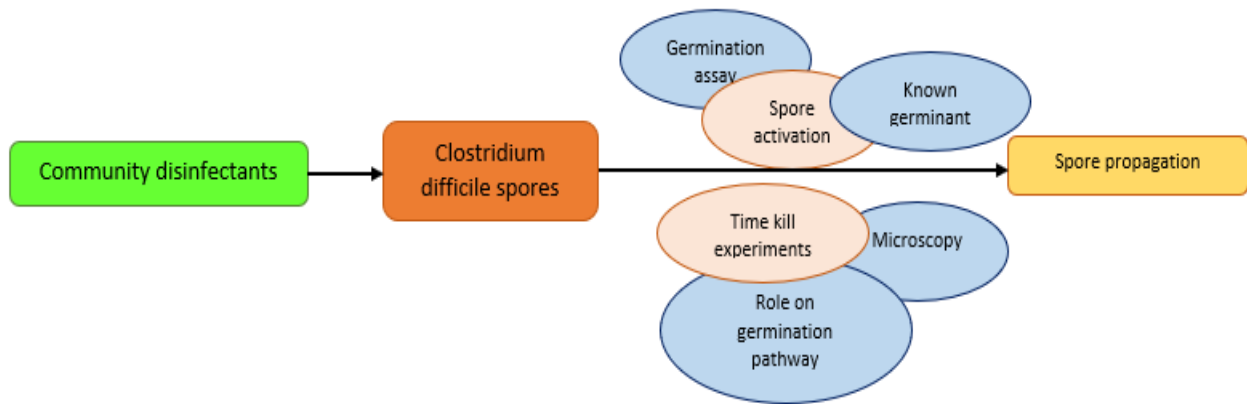 Community disinfectants
Clostridium
difficile spores
Germination
assay
Spore
activation
Known
germinant
Time kill
experiments
Microscopy
Role on
germination
pathway
Spore propagation